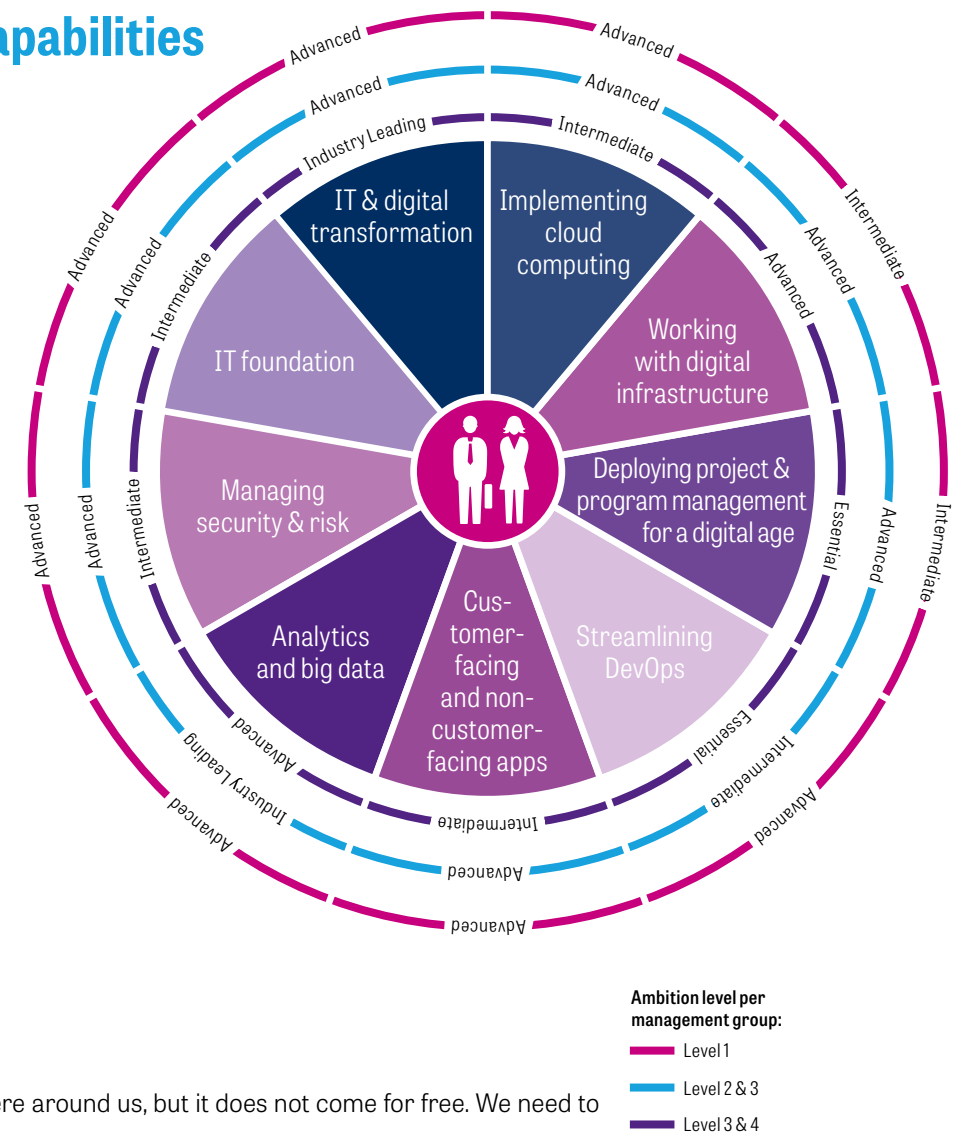 apabilities
Advanced
Advanced
Intermediate
Intermediate
Advanced
Advanced
Advanced
Advanced
Advanced
Advanced
Advanced
Advanced
Advanced
Intermediate
Advanced
Industry Leading
Advanced
Advanced
Industry Leading
Intermediate
Advanced
Essential
Essential
Intermediate
Advanced
Intermediate
Intermediate
IT & digital
transformation
Implementing
cloud
computing
Working
with digital
infrastructure
Deploying project &
program management
for a digital age
Streamlining
DevOps
Cus-
tomer-
facing
and non-
customer-
facing apps
Analytics
and big data
Managing
security & risk
IT foundation
Ambition level per
management group:
Level 1
Level 2 & 3
Level 3 & 4
ere around us, but it does not come for free. We need to